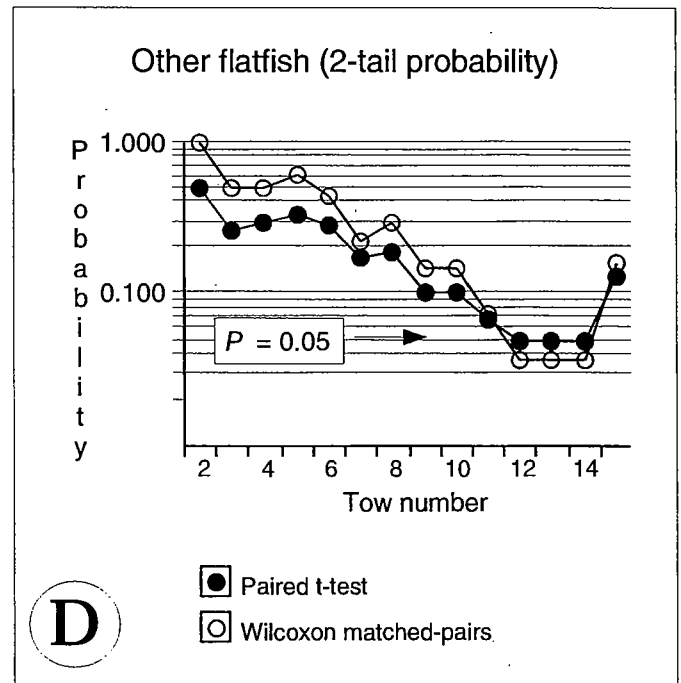 Other flatfish (2-tail probability)
Probability
1.000
0.100
P = 0.05
2 4 6 8 10 12 14
Tow number
D
Paired t-test
Wilcoxon matched-pairs